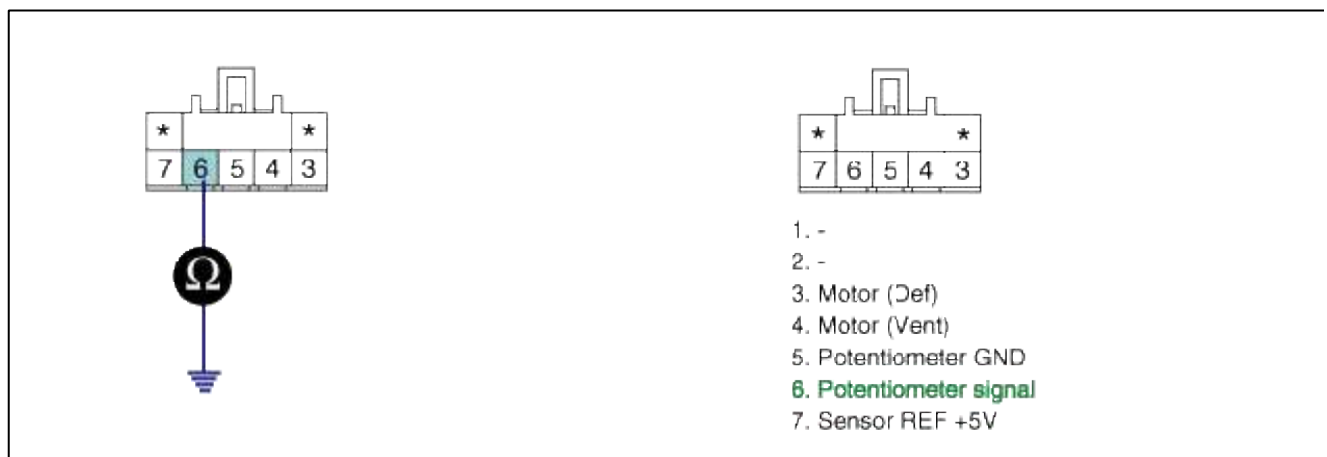 * *
7 6 5 4 3
Ω
* *
7 6 5 4 3
1. -
2. -
3. Motor (Def)
4. Motor (Vent)
5. Potentiometer GND
6. Potentiometer signal
7. Sensor REF +5V